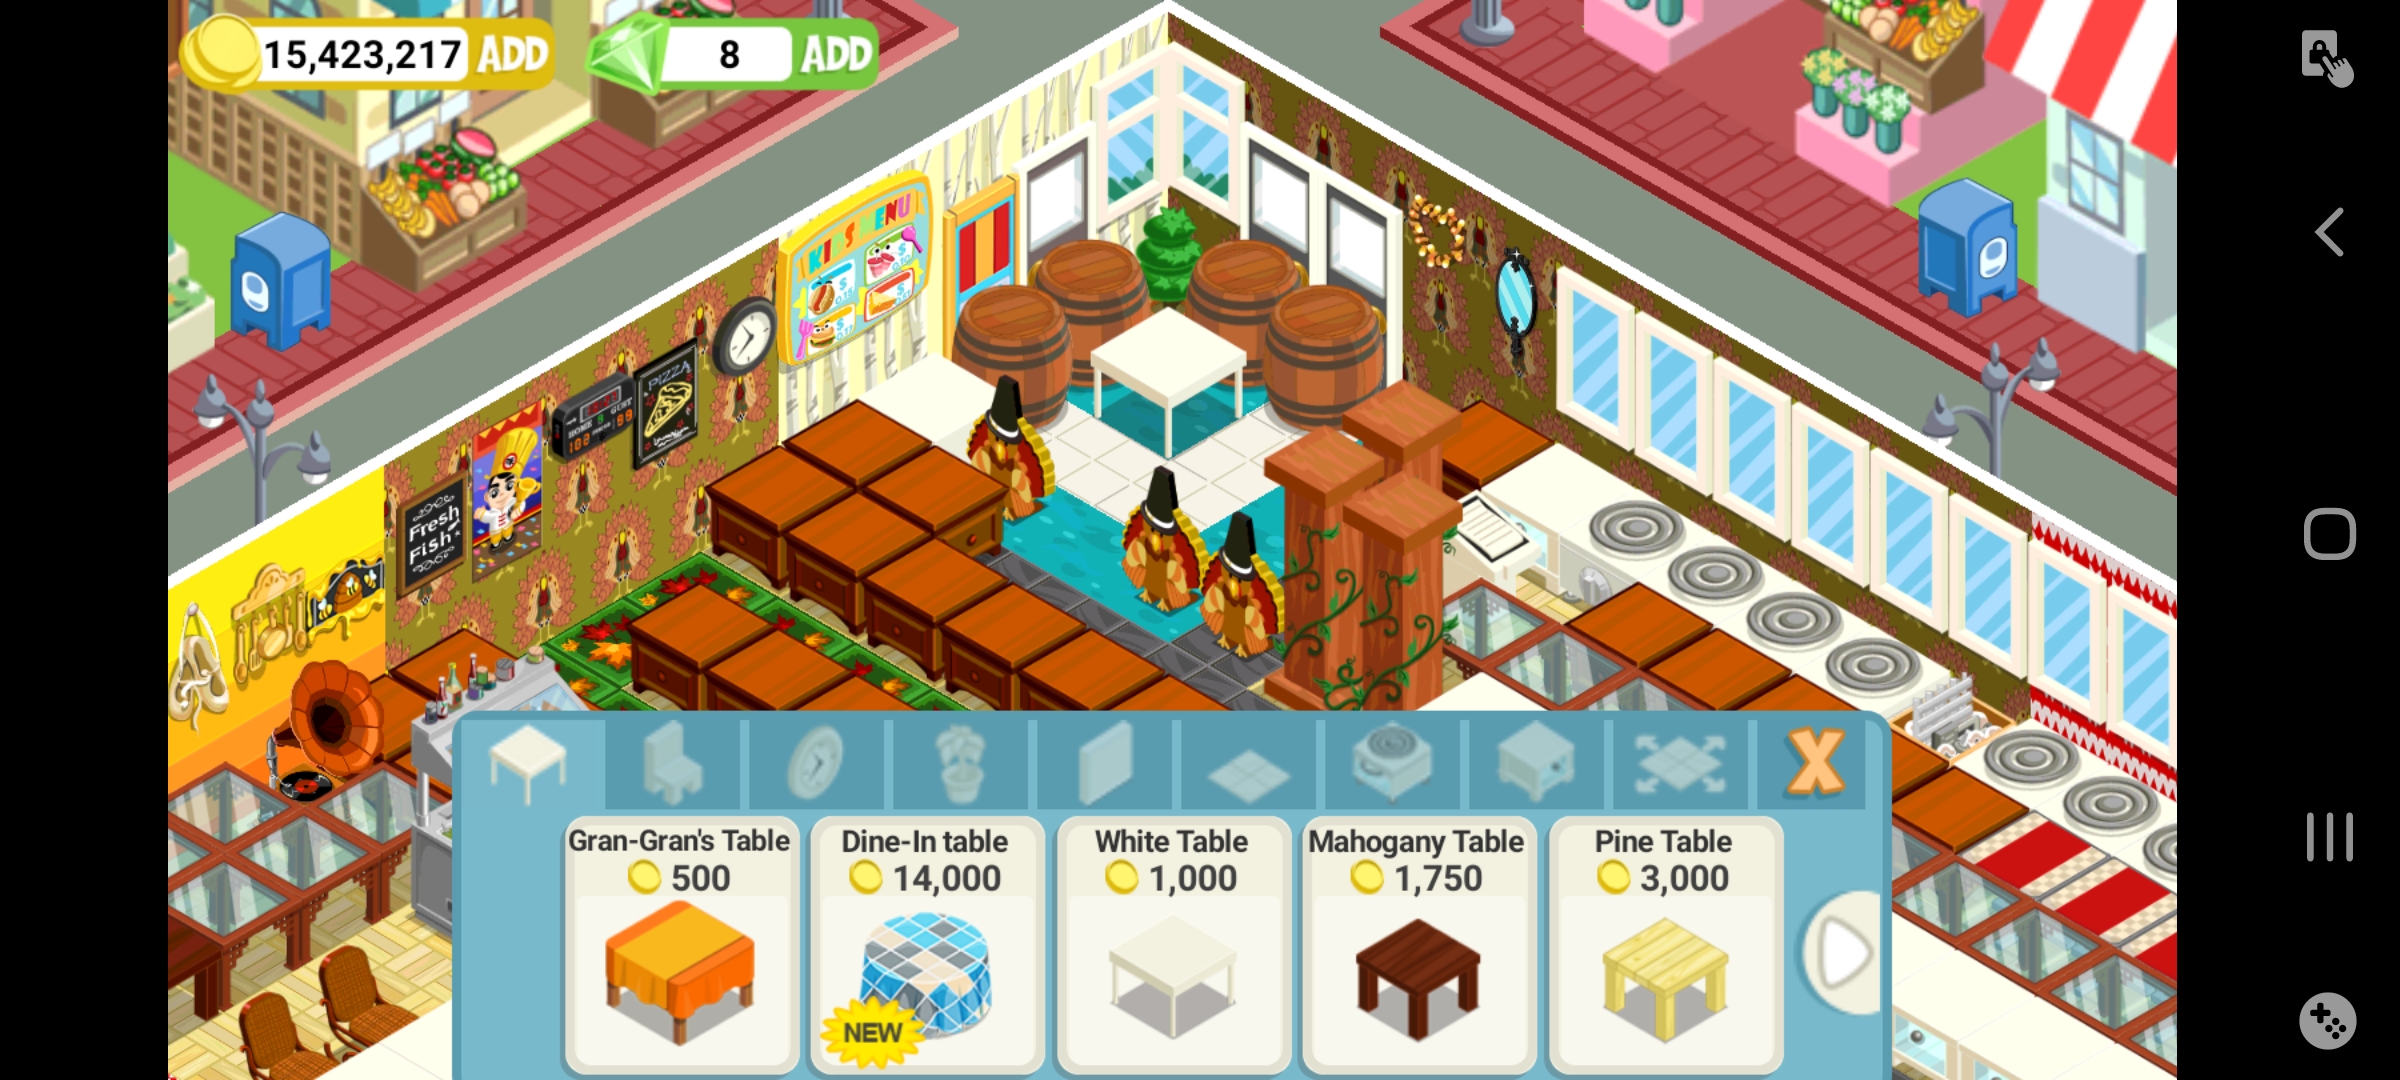 15,423,217 ADD
8 ADD
KIDS MENU
PIZZA
HOME GUEST
Fresh
Fish
Gran-Gran's Table
500
Dine-In table
14,000
NEW
White Table
1,000
Mahogany Table
1,750
Pine Table
3,000